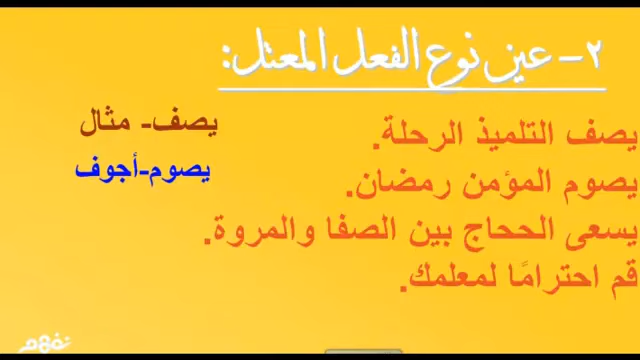 ٢- عين نوع الفعل المعتل:
يصف التلميذ الرحلة.
يصوم المؤمن رمضان.
يسعى الححاج بين الصفا والمروة.
قم احترامًا لمعلمك.
يصف- مثال
يصوم-أجوف
نفهم